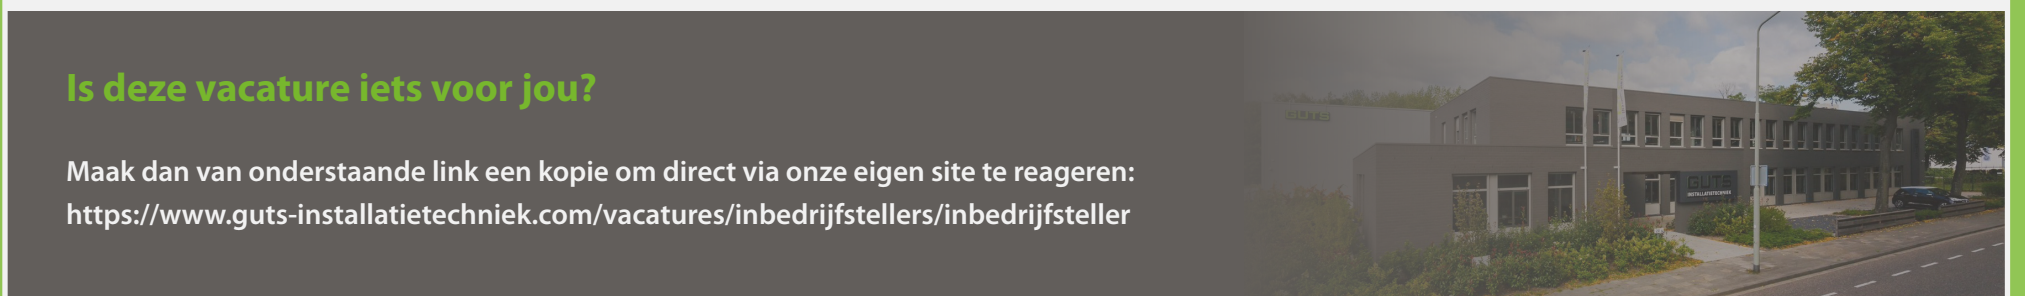 Is deze vacature iets voor jou?
Maak dan van onderstaande link een kopie om direct via onze eigen site te reageren:
https://www.guts-installatietechniek.com/vacatures/inbedrijfstellers/inbedrijfsteller
GUTS
GUTS
INSTALLATIETECHNIEK